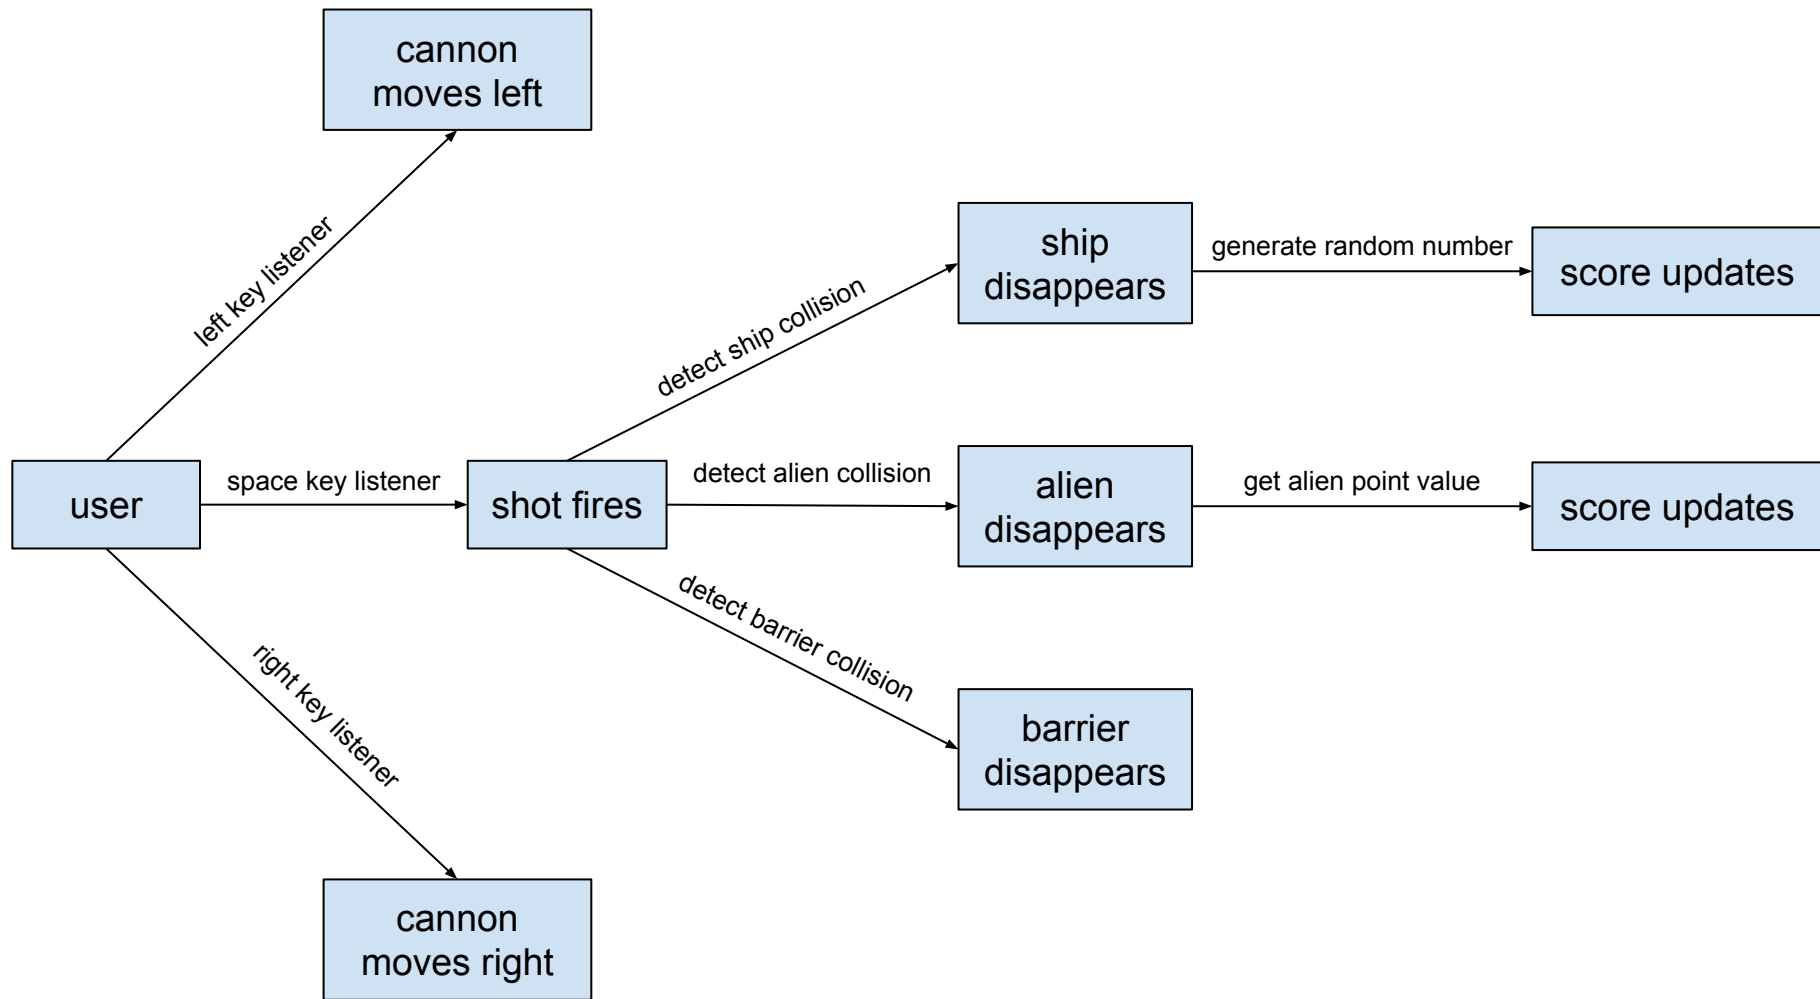 cannon
moves left
left key listener
ship
disappears
generate random number
score updates
detect ship collision
user
space key listener
shot fires
detect alien collision
alien
disappears
get alien point value
score updates
detect barrier collision
right key listener
barrier
disappears
cannon
moves right